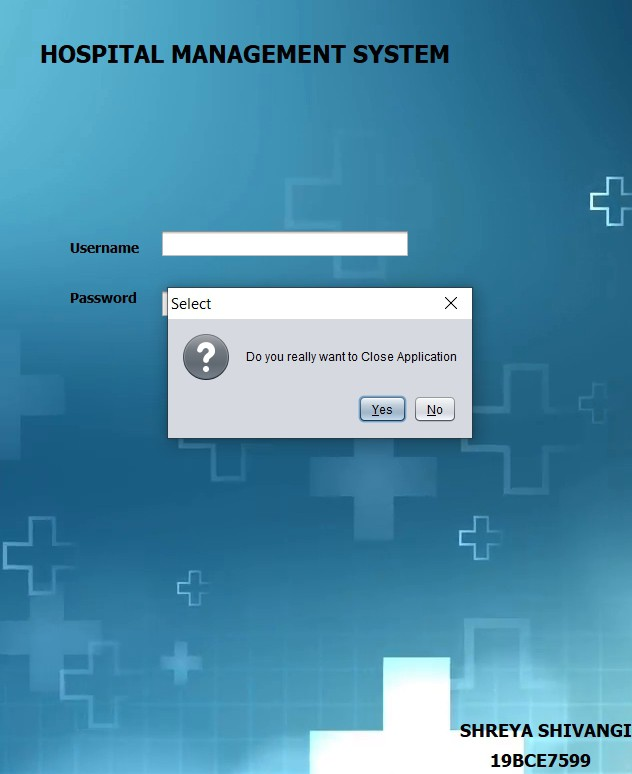 HOSPITAL MANAGEMENT SYSTEM
Username
Password
Select
Do you really want to Close Application
Yes No
SHREYA SHIVANGI
19BCE7599